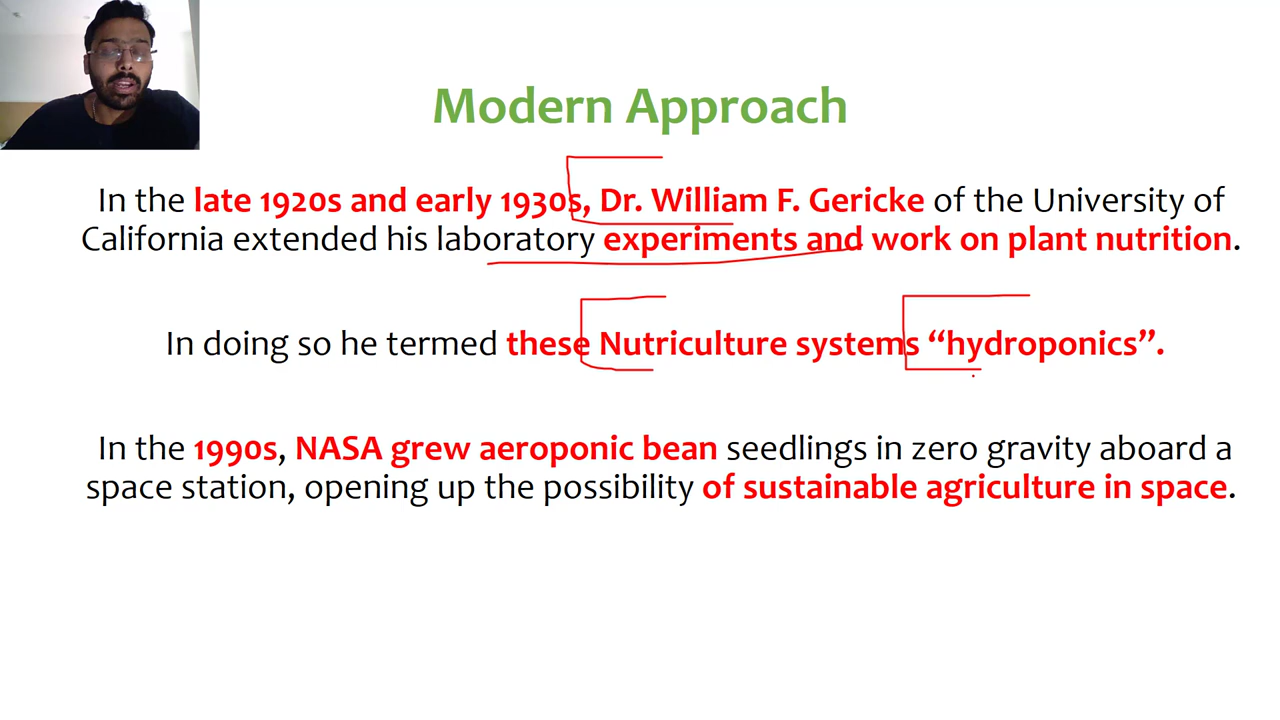 Modern Approach
In the late 1920s and early 1930s, Dr. William F. Gericke of the University of
California extended his laboratory experiments and work on plant nutrition.
In doing so he termed these Nutriculture systems “hydroponics”.
In the 1990s, NASA grew aeroponic bean seedlings in zero gravity aboard a
space station, opening up the possibility of sustainable agriculture in space.